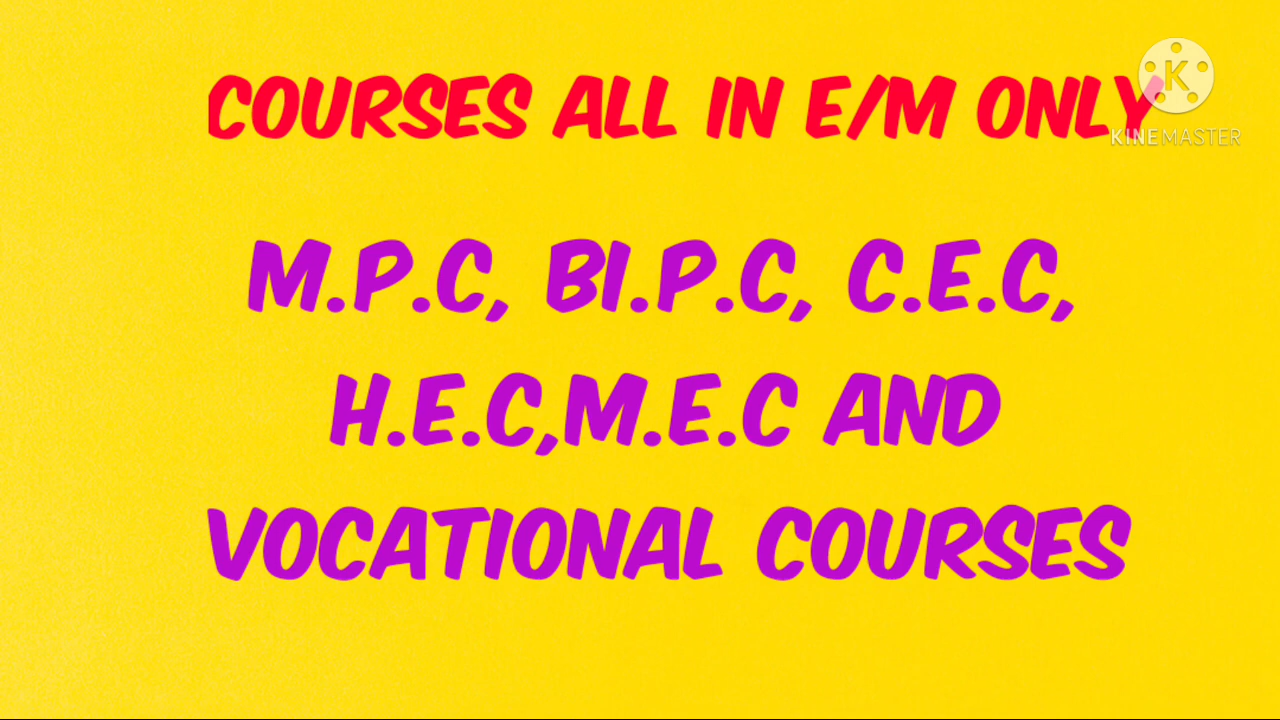 COURSES ALL IN E/M ONLY
KINEMASTER
M.P.C, BI.P.C, C.E.C,
H.E.C,M.E.C AND
VOCATIONAL COURSES